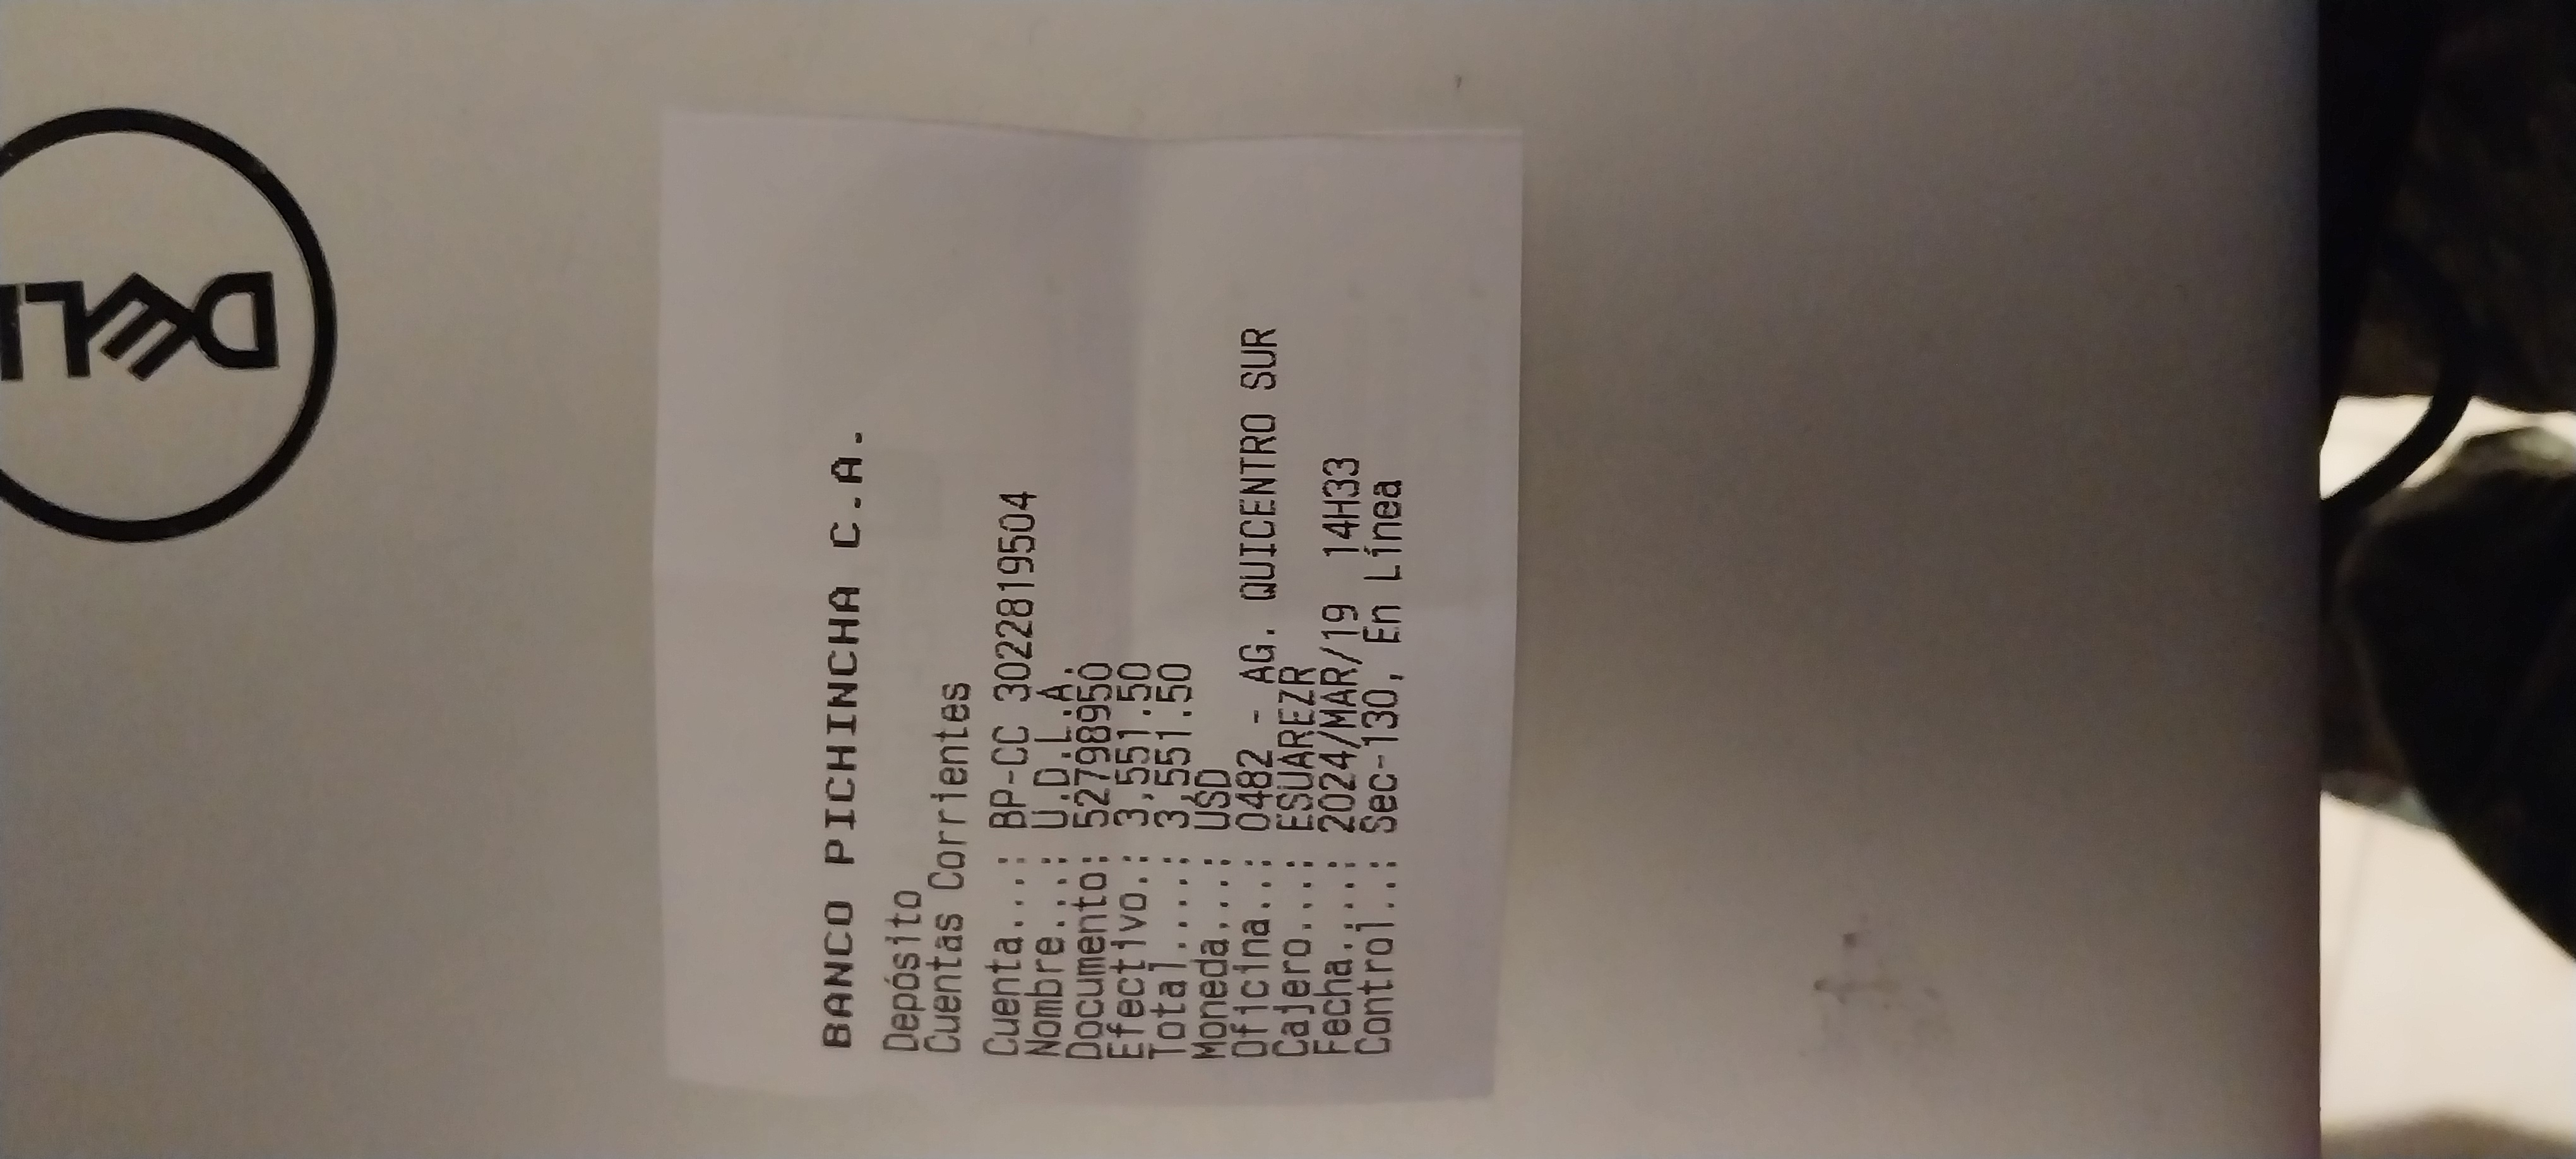 BANCO PICHINCHA C.A.
Depósito
Cuentas Corrientes
Cuenta....: BP-CC 3022819504
Nombre....: U.D.L.A.
Documento: 527989950
Efectivo.: 3,551.50
Total.....: 3,551.50
Moneda....: USD
Oficina...: 0482 - AG. QUICENTRO SUR
Cajero....: ESUAREZR
Fecha.....: 2024/MAR/19 14H33
Control...: Sec-130, En Línea
DELL